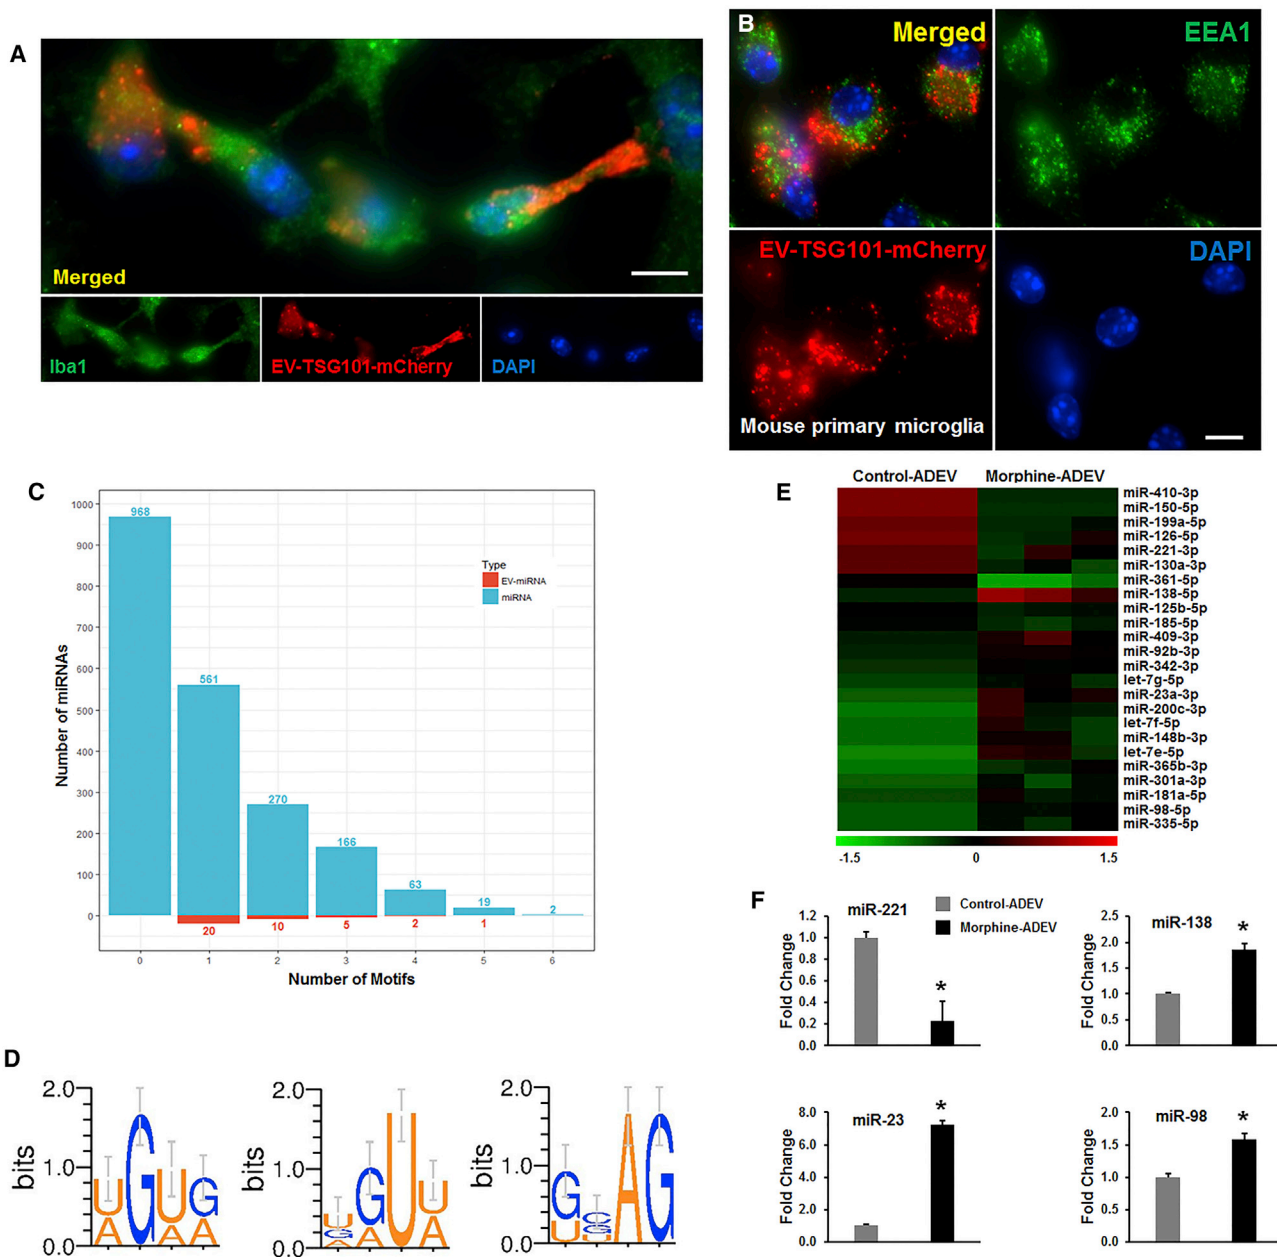 A
Merged
Iba1
EV-TSG101-mCherry
DAPI
B
Merged
EEA1
EV-TSG101-mCherry
DAPI
Mouse primary microglia
C
Number of miRNAs
1000
900
800
700
600
500
400
300
200
100
0
968
561
270
166
63
19
2
20
10
5
2
1
Type
EV-miRNA
miRNA
0 1 2 3 4 5 6
Number of Motifs
D
bits
2.0
1.0
0.0
U A G U A G A
bits
2.0
1.0
0.0
U G A G A U U A
bits
2.0
1.0
0.0
G U C G U A G
E
Control-ADEV Morphine-ADEV
miR-410-3p
miR-150-5p
miR-199a-5p
miR-126-5p
miR-221-3p
miR-130a-3p
miR-361-5p
miR-138-5p
miR-125b-5p
miR-185-5p
miR-409-3p
miR-92b-3p
miR-342-3p
let-7g-5p
miR-23a-3p
miR-200c-3p
let-7f-5p
miR-148b-3p
let-7e-5p
miR-365b-3p
miR-301a-3p
miR-181a-5p
miR-98-5p
miR-335-5p
-1.5 0 1.5
F
Control-ADEV
Morphine-ADEV
miR-221
Fold Change
1.2
1.0
0.8
0.6
0.4
0.2
0.0
*
miR-138
Fold Change
2.5
2.0
1.5
1.0
0.5
0.0
*
miR-23
Fold Change
8.0
6.0
4.0
2.0
0.0
*
miR-98
Fold Change
2.0
1.5
1.0
0.5
0.0
*